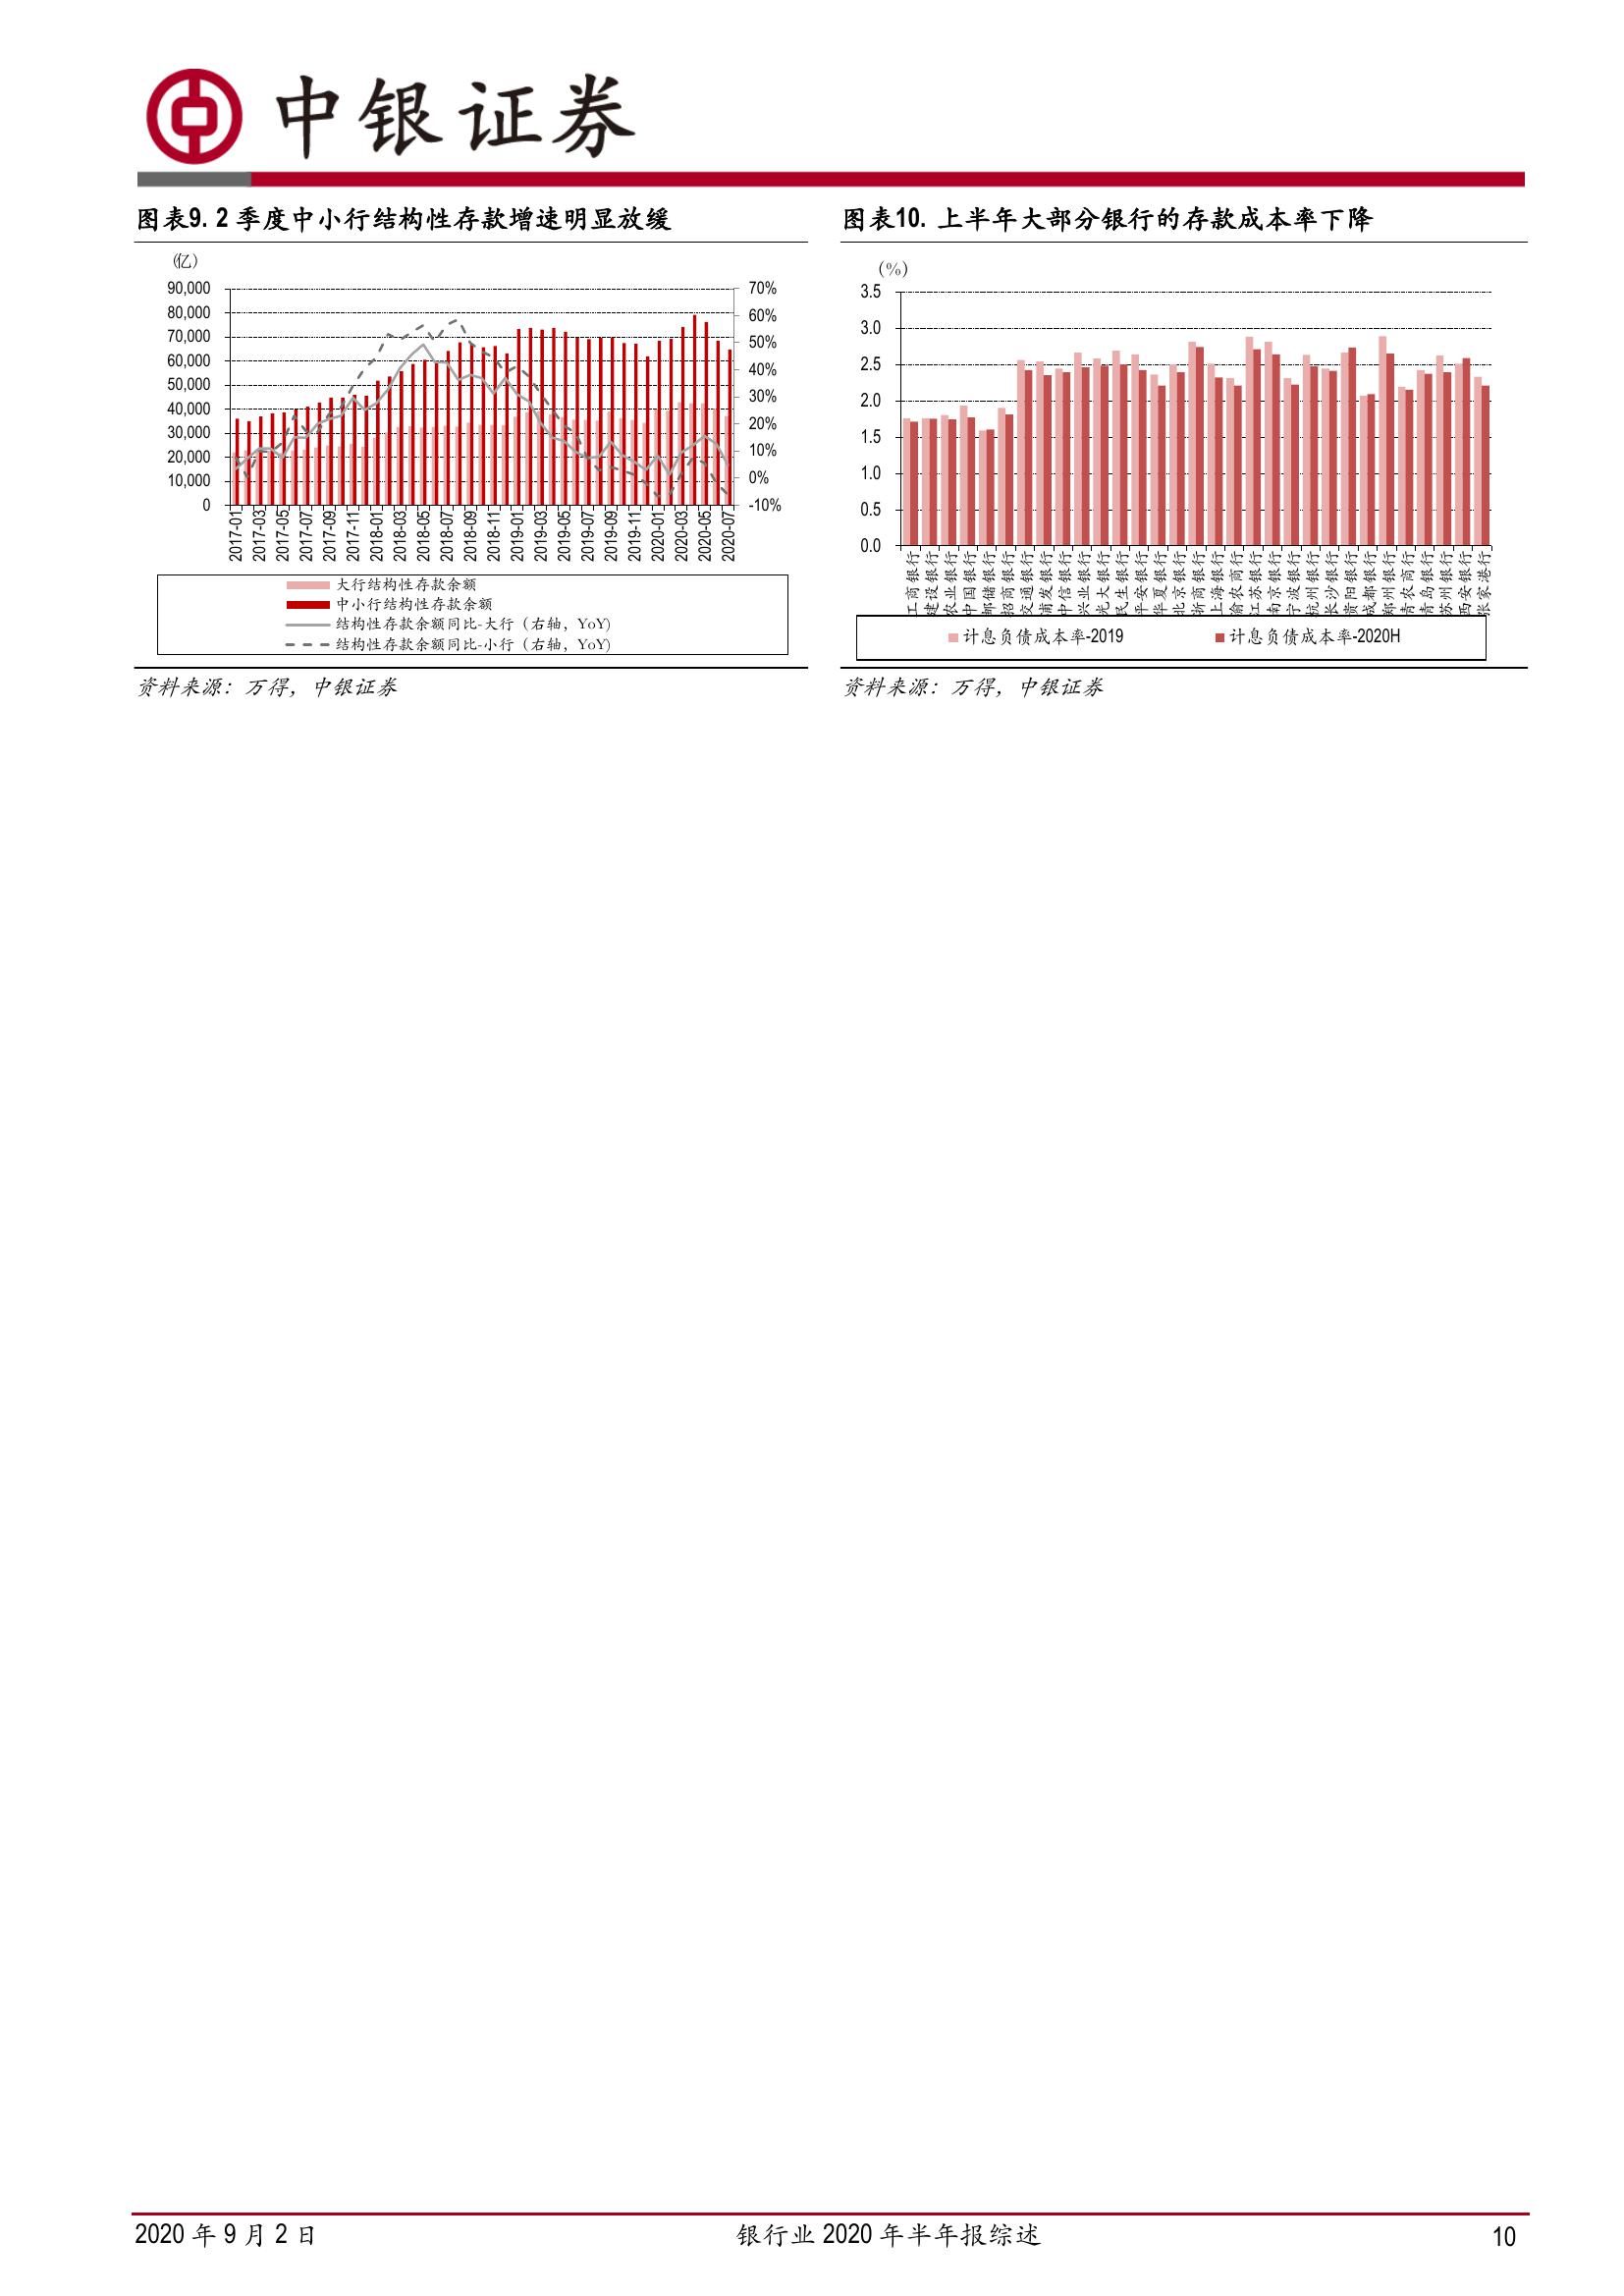 中银证券
图表9. 2 季度中小行结构性存款增速明显放缓
(亿)
90,000
80,000
70,000
60,000
50,000
40,000
30,000
20,000
10,000
0
70%
60%
50%
40%
30%
20%
10%
0%
-10%
2017-01
2017-03
2017-05
2017-07
2017-09
2017-11
2018-01
2018-03
2018-05
2018-07
2018-09
2018-11
2019-01
2019-03
2019-05
2019-07
2019-09
2019-11
2020-01
2020-03
2020-05
2020-07
大行结构性存款余额
中小行结构性存款余额
结构性存款余额同比-大行（右轴，YoY)
结构性存款余额同比-小行（右轴，YoY)
资料来源：万得，中银证券
图表10. 上半年大部分银行的存款成本率下降
(%)
3.5
3.0
2.5
2.0
1.5
1.0
0.5
0.0
工商银行
建设银行
农业银行
中国银行
邮储银行
招商银行
交通银行
浦发银行
中信银行
兴业银行
光大银行
民生银行
平安银行
华夏银行
北京银行
浙商银行
上海银行
渝农商行
江苏银行
南京银行
宁波银行
杭州银行
长沙银行
贵阳银行
成都银行
郑州银行
青农商行
青岛银行
苏州银行
西安银行
张家港行
计息负债成本率-2019
计息负债成本率-2020H
资料来源：万得，中银证券
2020 年 9 月 2 日
银行业 2020 年半年报综述
10